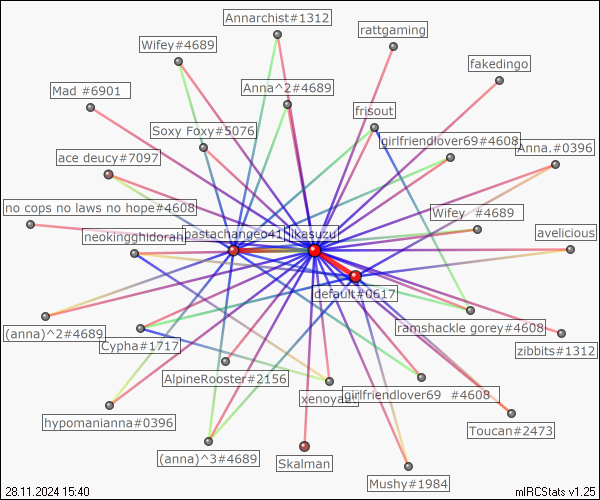 Annarchist#1312
rattgaming
Wifey#4689
fakedingo
Mad #6901
Anna^2#4689
frisout
Soxy Foxy#5076
girlfriendlover69#4608
Anna.#0396
ace deucy#7097
no cops no laws no hope#4608
Wifey #4689
pastachangeo41
ikasuzu
avelicious
neokingghidorah
default#0617
(anna)^2#4689
ramshackle gorey#4608
Cypha#1717
zibbits#1312
AlpineRooster#2156
girlfriendlover69 #4608
hypomanianna#0396
Toucan#2473
(anna)^3#4689
Skalman
Mushy#1984
28.11.2024 15:40
mIRCStats v1.25